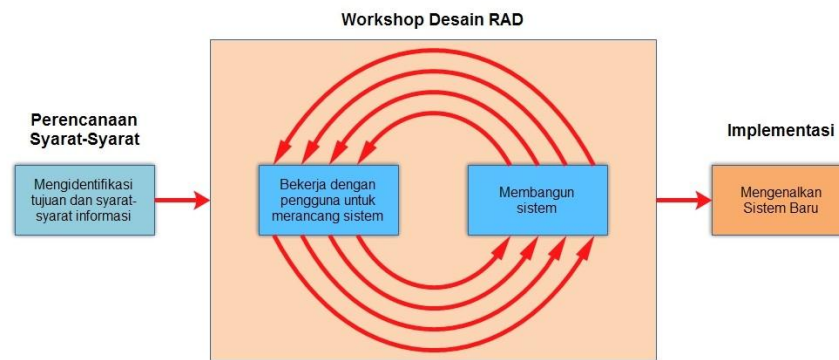 Workshop Desain RAD
Perencanaan
Syarat-Syarat
Mengidentifikasi
tujuan dan syarat-
syarat informasi
Bekerja dengan
pengguna untuk
merancang sistem
Membangun
sistem
Implementasi
Mengenalkan
Sistem Baru